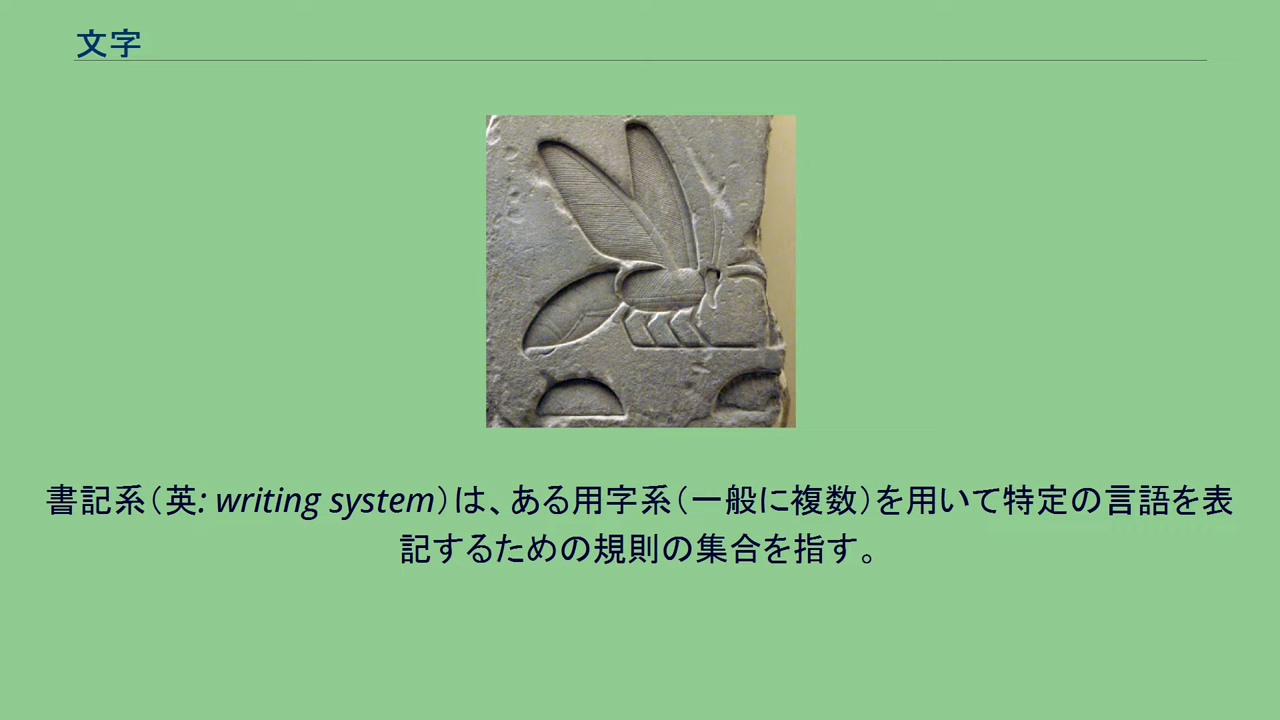 文字
書記系（英: writing system）は、ある用字系（一般に複数）を用いて特定の言語を表
記するための規則の集合を指す。